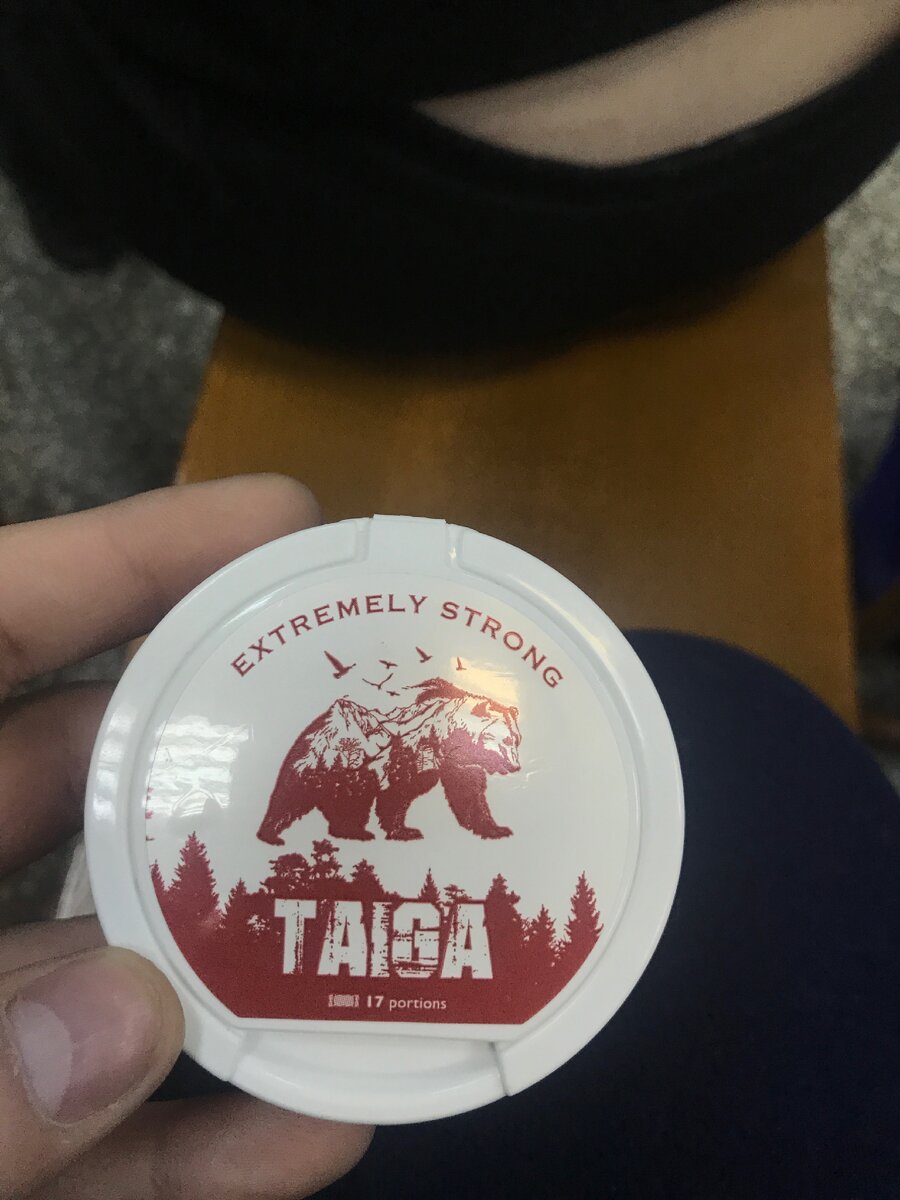 EXTREMELY STRONG
TAIGA
17 portions